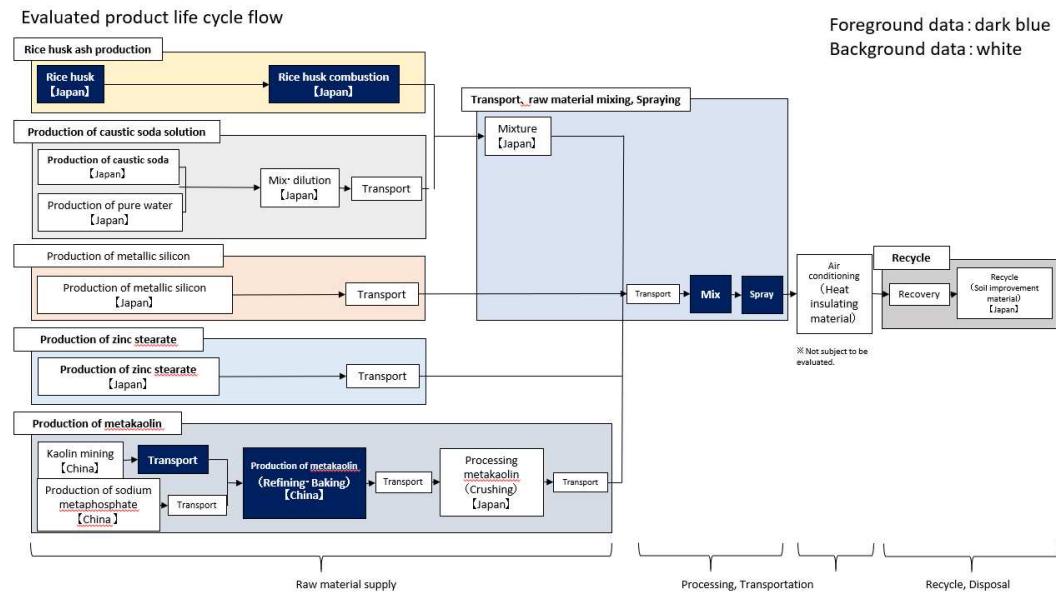 Evaluated product life cycle flow
Foreground data：dark blue
Background data：white
Rice husk ash production
Rice husk
【Japan】
Rice husk combustion
【Japan】
Production of caustic soda solution
Production of caustic soda
【Japan】
Production of pure water
【Japan】
Mix・dilution
【Japan】
Transport
Production of metallic silicon
Production of metallic silicon
【Japan】
Transport
Production of zinc stearate
Production of zinc stearate
【Japan】
Transport
Production of metakaolin
Kaolin mining
【China】
Transport
Production of sodium
metaphosphate
【China】
Transport
Production of metakaolin
（Refining・Baking）
【China】
Transport
Processing
metakaolin
（Crushing）
【Japan】
Transport
Transport、raw material mixing, Spraying
Mixture
【Japan】
Transport
Mix
Spray
Air
conditioning
（Heat
insulating
material）
※Not subject to be
evaluated.
Recycle
Recovery
Recycle
（Soil improvement
material）
【Japan】
Raw material supply
Processing, Transportation
Recycle, Disposal